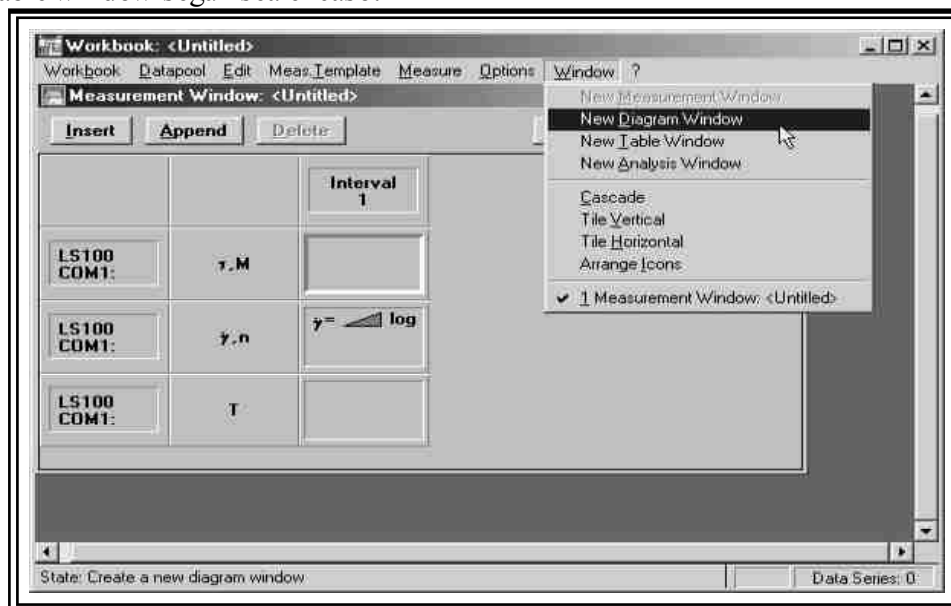 Workbook: <Untitled>
Workbook Datapool Edit Meas.Template Measure Options Window ?
Measurement Window: <Untitled>
Insert Append Delete
New Measurement Window
New Diagram Window
New Table Window
New Analysis Window
Cascade
Tile Vertical
Tile Horizontal
Arrange Icons
✔ 1 Measurement Window: <Untitled>
Interval
1
LS100
COM1:
τ,M
LS100
COM1:
γ̇,n
γ̇= log
LS100
COM1:
T
State: Create a new diagram window
Data Series: 0